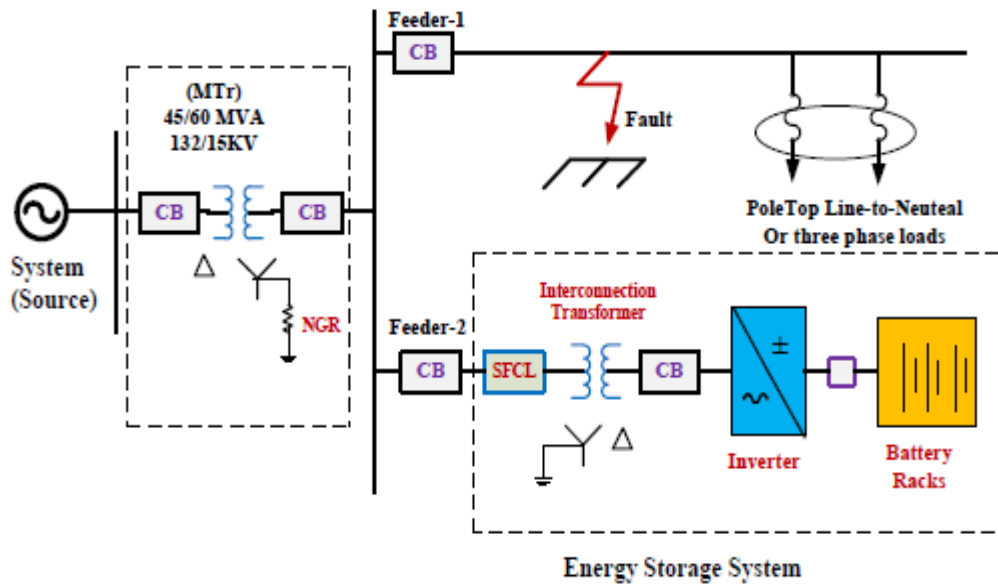 Feeder-1
CB
(MTr)
45/60 MVA
132/15KV
Fault
CB
CB
PoleTop Line-to-Neuteal
Or three phase loads
System
(Source)
NGR
Interconnection
Transformer
Feeder-2
CB
SFCL
CB
Inverter
Battery
Racks
Energy Storage System